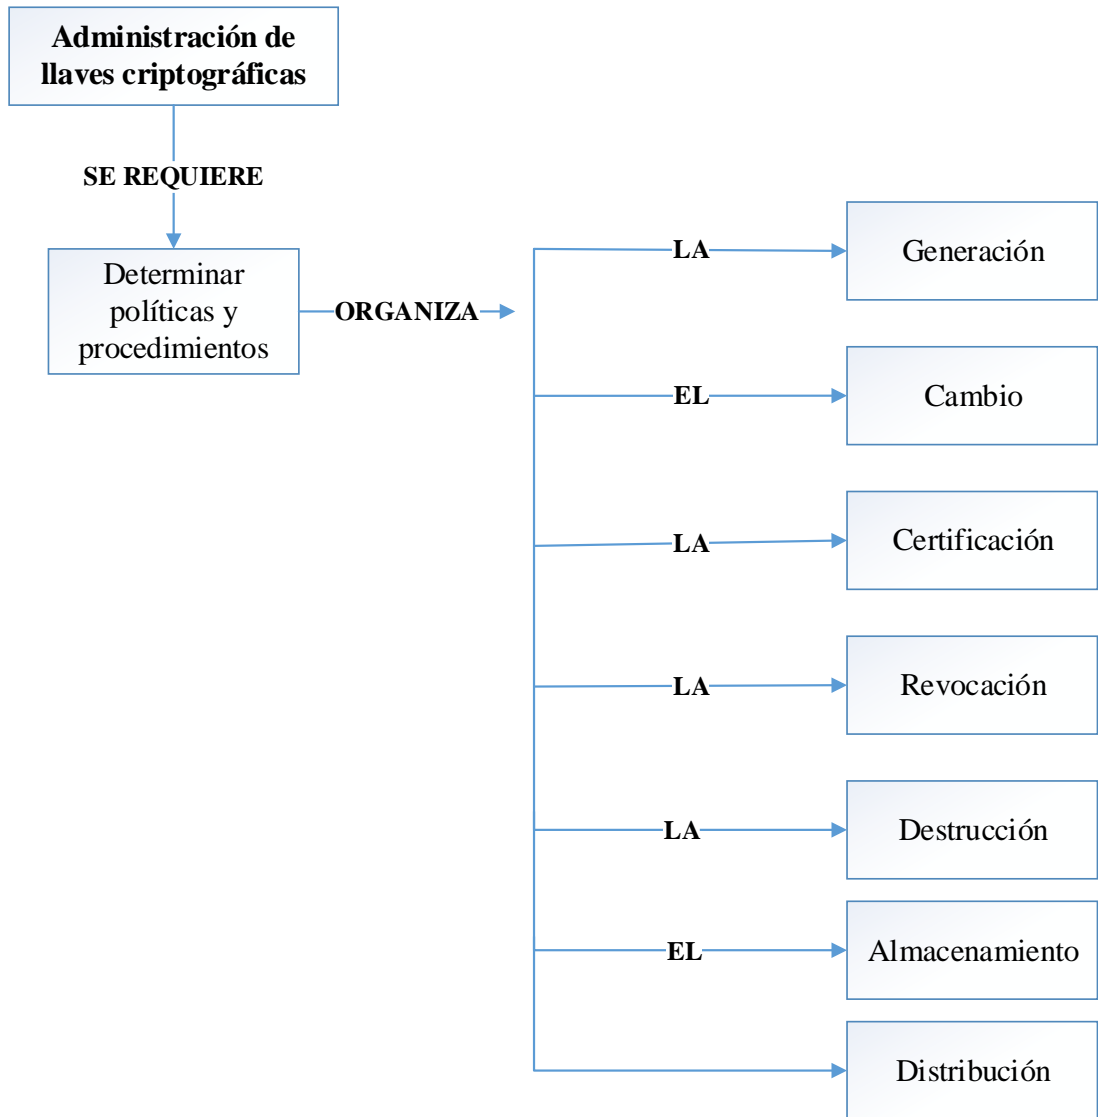 Administración de
llaves criptográficas
SE REQUIERE
Determinar
políticas y
procedimientos
ORGANIZA
LA
Generación
EL
Cambio
LA
Certificación
LA
Revocación
LA
Destrucción
EL
Almacenamiento
Distribución